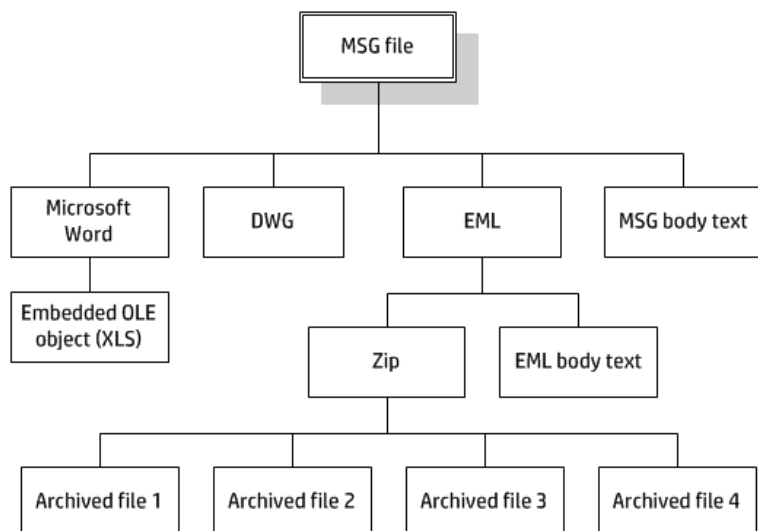 MSG file
Microsoft
Word
DWG
EML
MSG body text
Embedded OLE
object (XLS)
Zip
EML body text
Archived file 1
Archived file 2
Archived file 3
Archived file 4